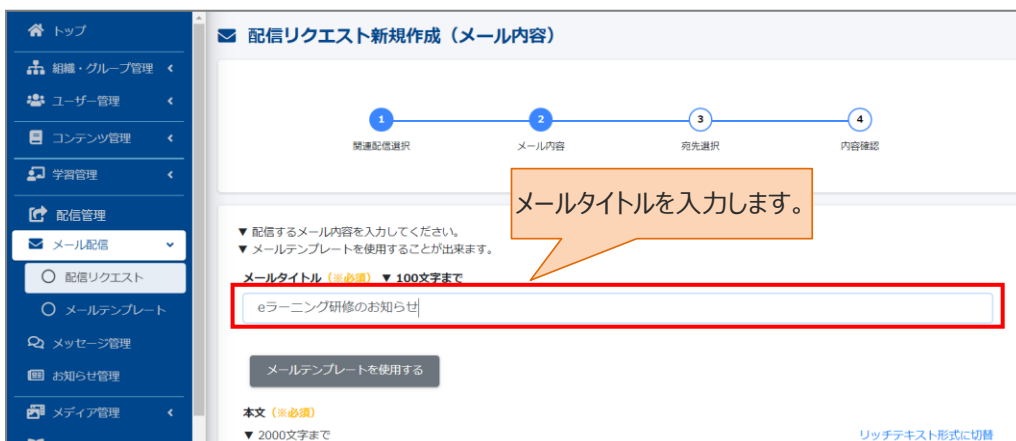 トップ
組織・グループ管理
ユーザー管理
コンテンツ管理
学習管理
配信管理
メール配信
配信リクエスト
メールテンプレート
メッセージ管理
お知らせ管理
メディア管理
配信リクエスト新規作成（メール内容）
1 2 3 4
関連配信選択 メール内容 宛先選択 内容確認
メールタイトルを入力します。
▼ 配信するメール内容を入力してください。
▼ メールテンプレートを使用することが出来ます。
メールタイトル（※必須） ▼ 100文字まで
eラーニング研修のお知らせ
メールテンプレートを使用する
本文（※必須）
▼ 2000文字まで リッチテキスト形式に切替